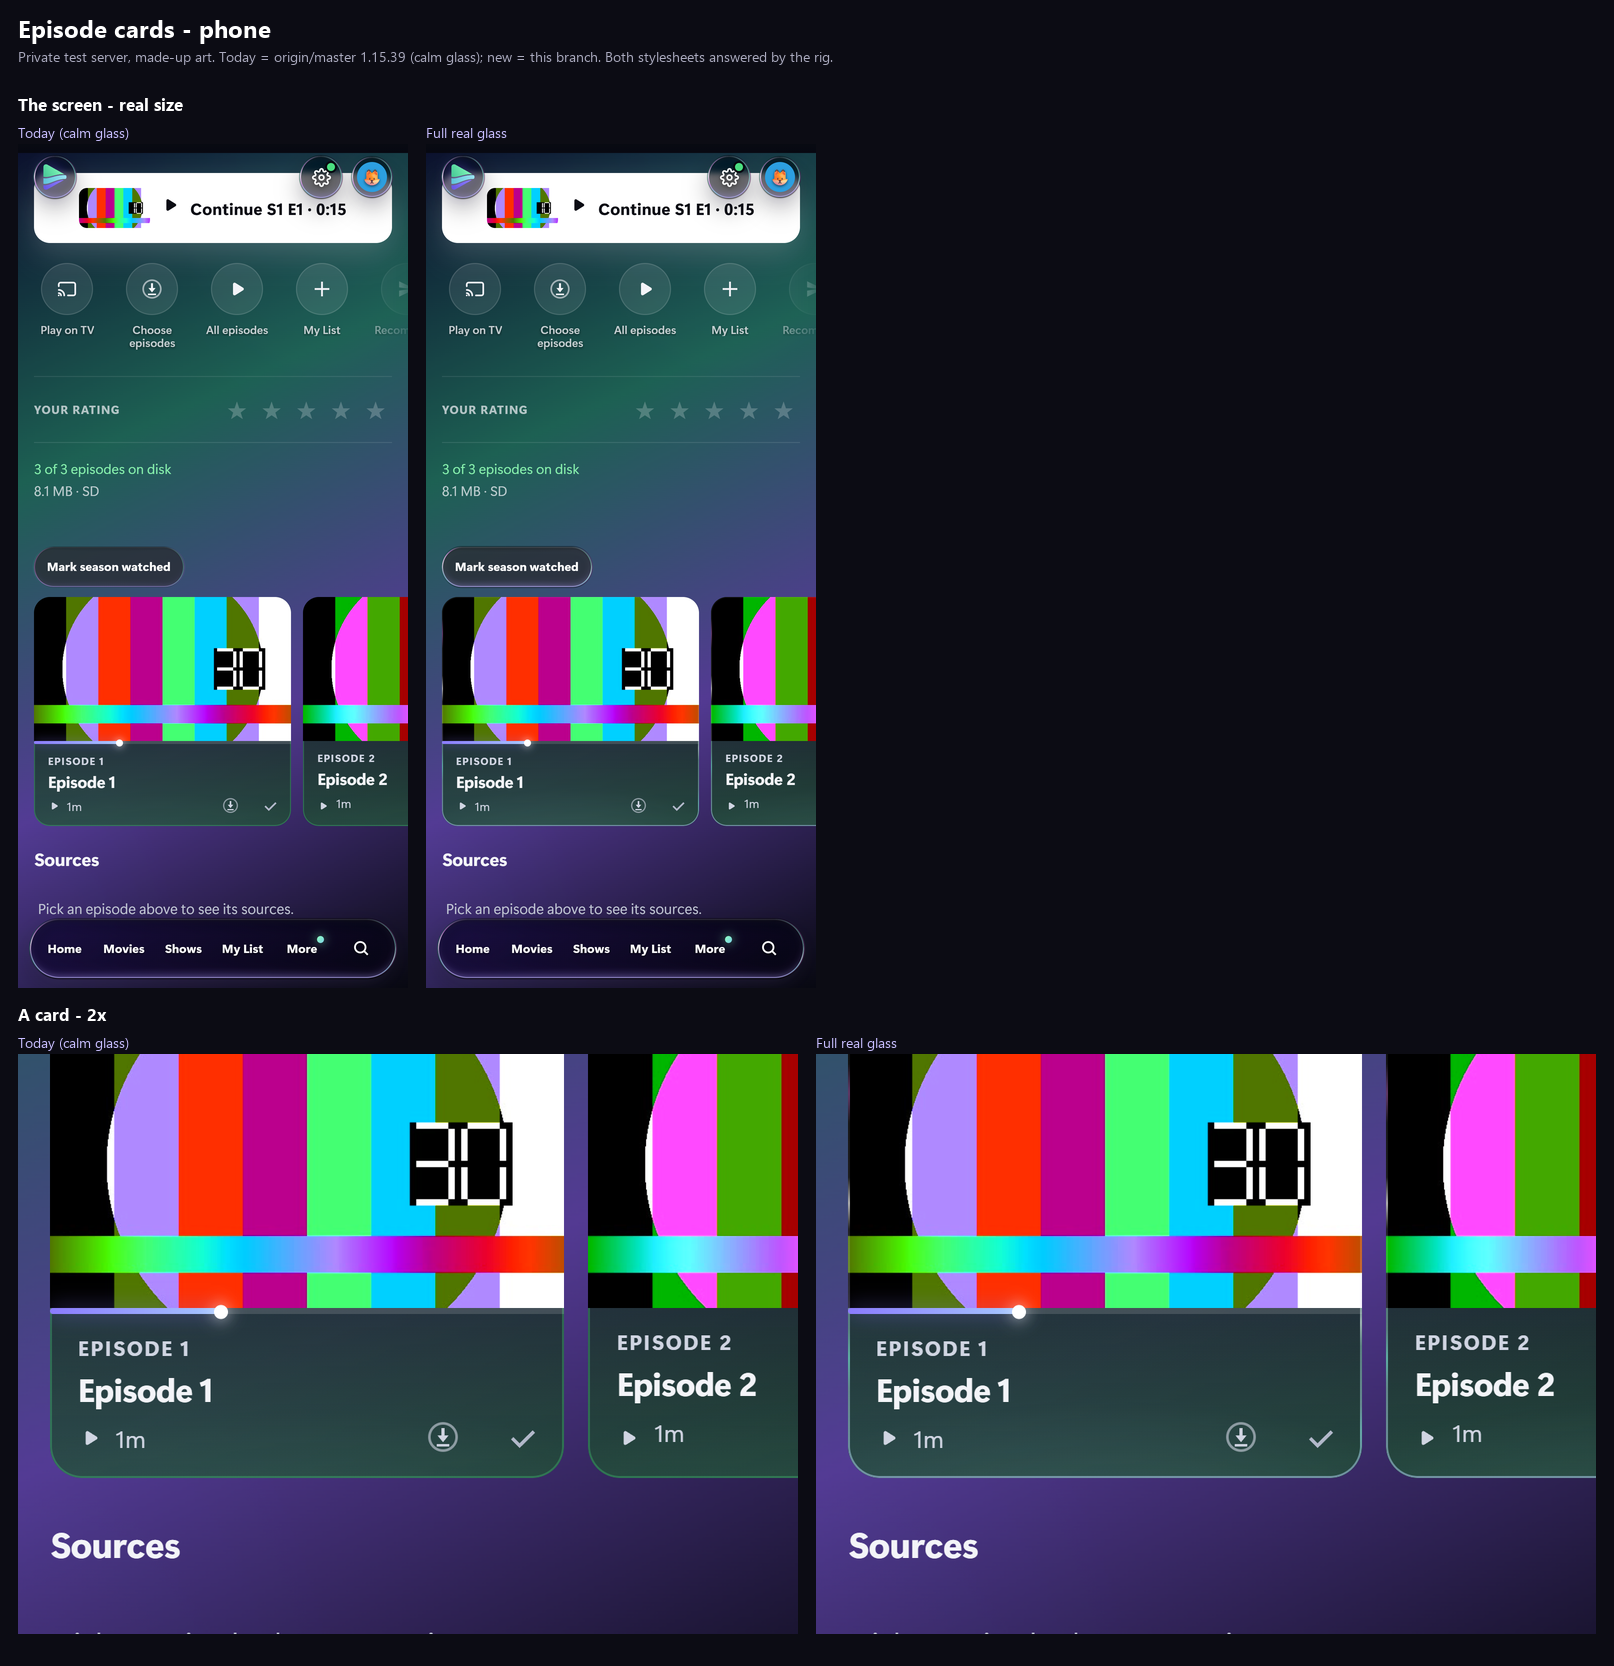 Episode cards - phone
Private test server, made-up art. Today = origin/master 1.15.39 (calm glass); new = this branch. Both stylesheets answered by the rig.
The screen - real size
Today (calm glass)
Continue S1 E1 · 0:15
Play on TV
Choose episodes
All episodes
My List
YOUR RATING
3 of 3 episodes on disk
8.1 MB · SD
Mark season watched
30
EPISODE 1
Episode 1
1m
EPISODE 2
Episode 2
1m
Sources
Pick an episode above to see its sources.
Home Movies Shows My List More
Full real glass
Continue S1 E1 · 0:15
Play on TV
Choose episodes
All episodes
My List
YOUR RATING
3 of 3 episodes on disk
8.1 MB · SD
Mark season watched
30
EPISODE 1
Episode 1
1m
EPISODE 2
Episode 2
1m
Sources
Pick an episode above to see its sources.
Home Movies Shows My List More
A card - 2x
Today (calm glass)
30
EPISODE 1
Episode 1
1m
EPISODE 2
Episode 2
1m
Sources
Full real glass
30
EPISODE 1
Episode 1
1m
EPISODE 2
Episode 2
1m
Sources